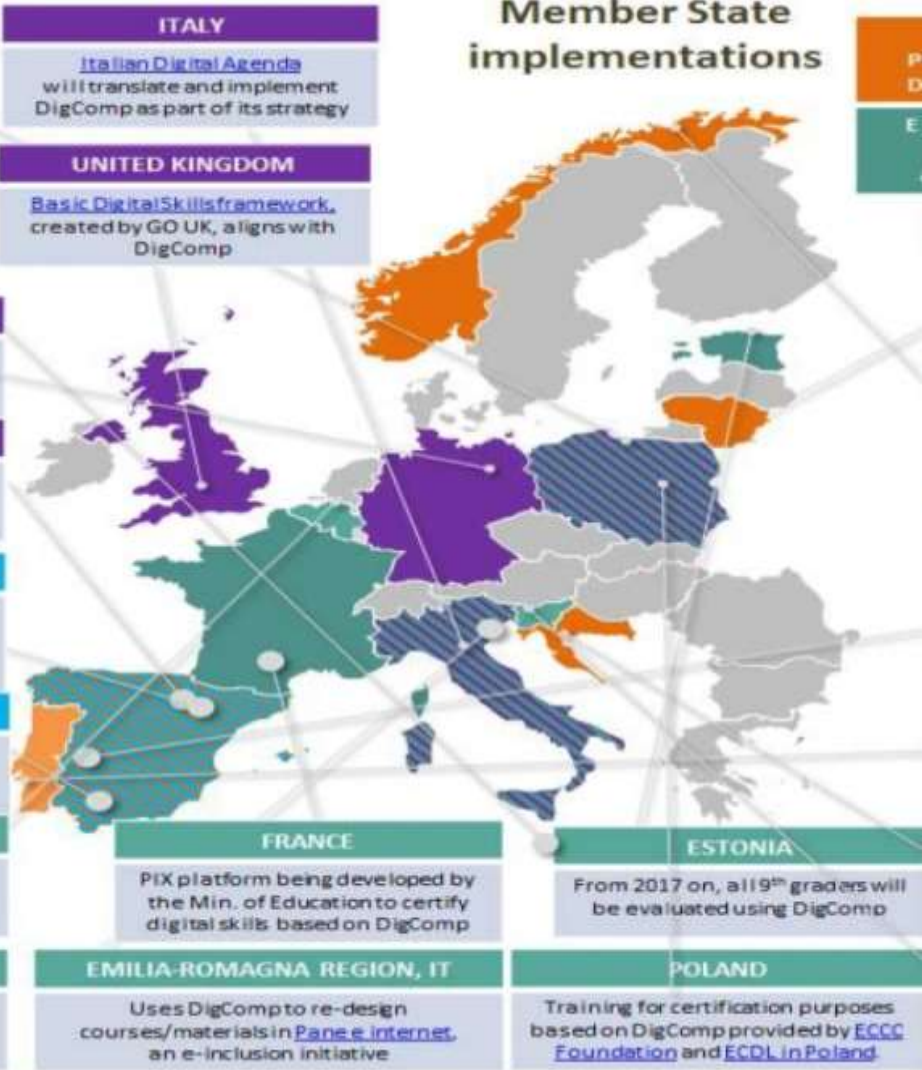 Member State
implementations
ITALY
Italian Digital Agenda
will translate and implement
DigComp as part of its strategy
UNITED KINGDOM
Basic Digital Skills framework,
created by GO UK, aligns with
DigComp
P
D
E
FRANCE
PIX platform being developed by
the Min. of Education to certify
digital skills based on DigComp
ESTONIA
From 2017 on, all 9th graders will
be evaluated using DigComp
EMILIA-ROMAGNA REGION, IT
Uses DigComp to re-design
courses/materials in Pane e internet,
an e-inclusion initiative
POLAND
Training for certification purposes
based on DigComp provided by ECCC
Foundation and ECDL in Poland.